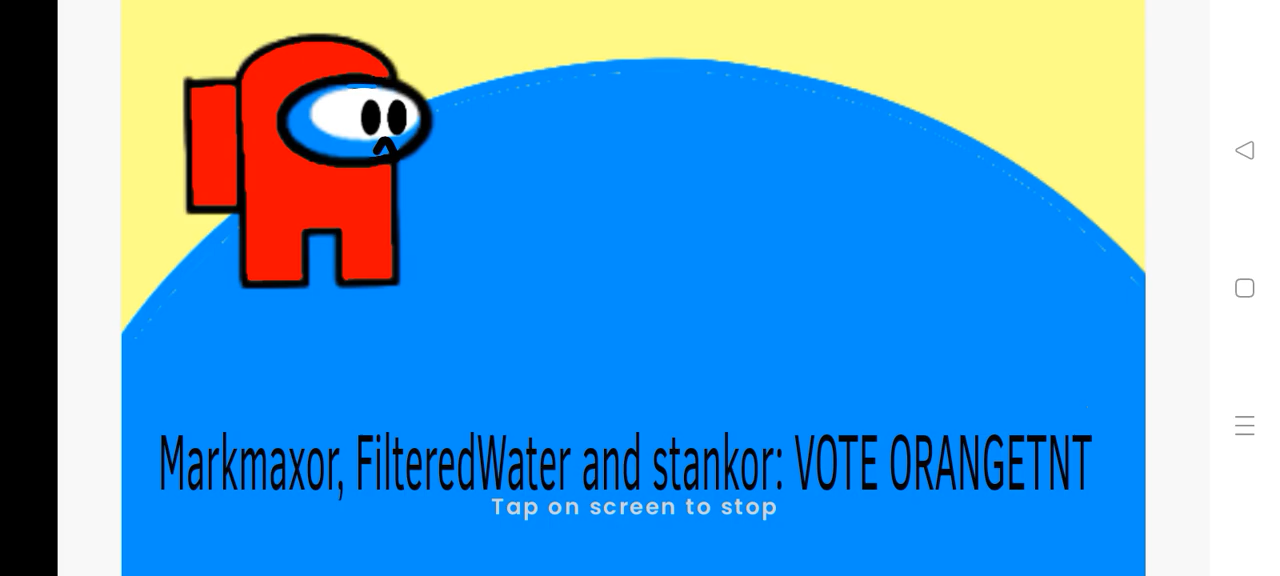 Markmaxor, FilteredWater and stankor: VOTE ORANGETNT
Tap on screen to stop